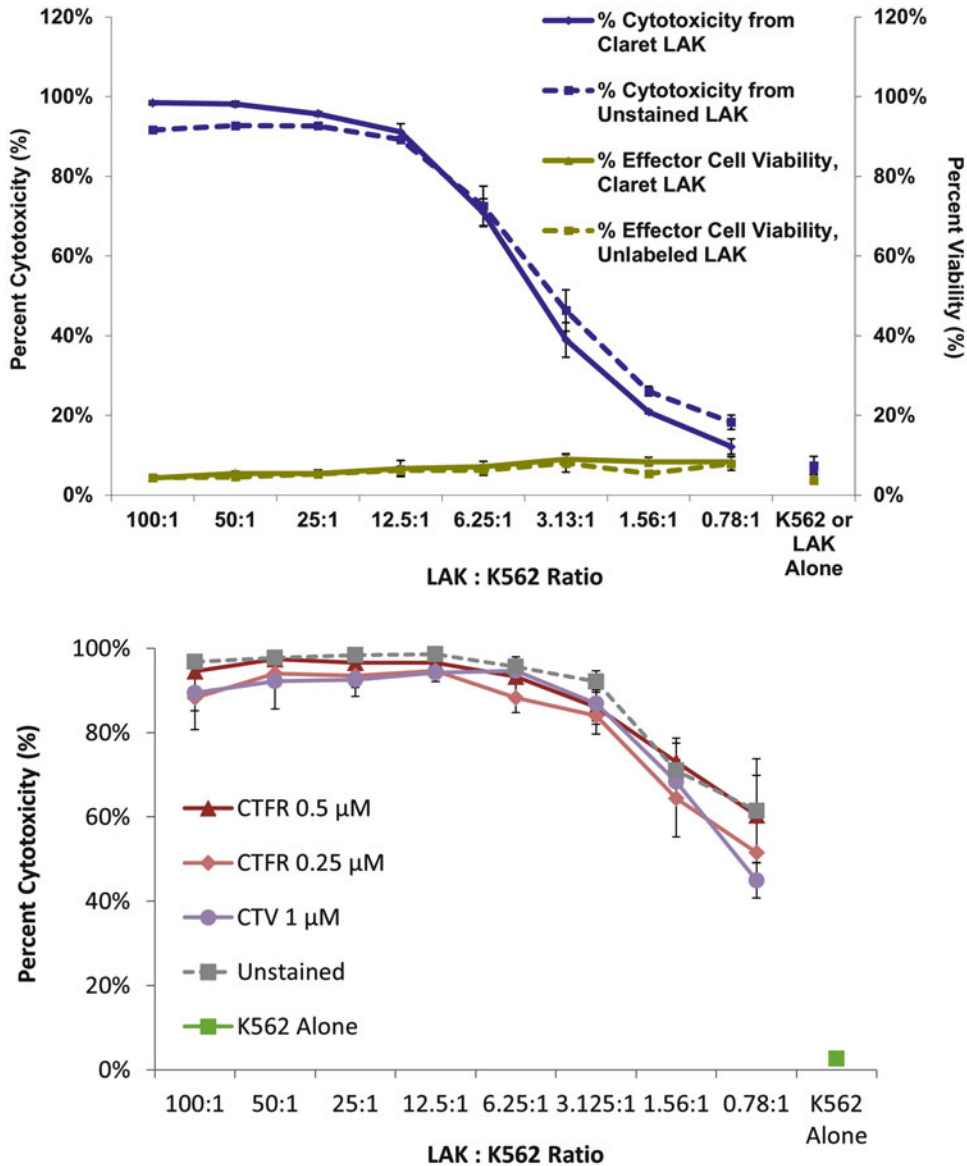 120%
100%
80%
60%
40%
20%
0%
Percent Cytotoxicity (%)
% Cytotoxicity from
Claret LAK
% Cytotoxicity from
Unstained LAK
% Effector Cell Viability,
Claret LAK
% Effector Cell Viability,
Unlabeled LAK
120%
100%
80%
60%
40%
20%
0%
Percent Viability (%)
100:1 50:1 25:1 12.5:1 6.25:1 3.13:1 1.56:1 0.78:1 K562 or
LAK
Alone
LAK : K562 Ratio
100%
80%
60%
40%
20%
0%
Percent Cytotoxicity (%)
CTFR 0.5 µM
CTFR 0.25 µM
CTV 1 µM
Unstained
K562 Alone
100:1 50:1 25:1 12.5:1 6.25:1 3.125:1 1.56:1 0.78:1 K562
Alone
LAK : K562 Ratio